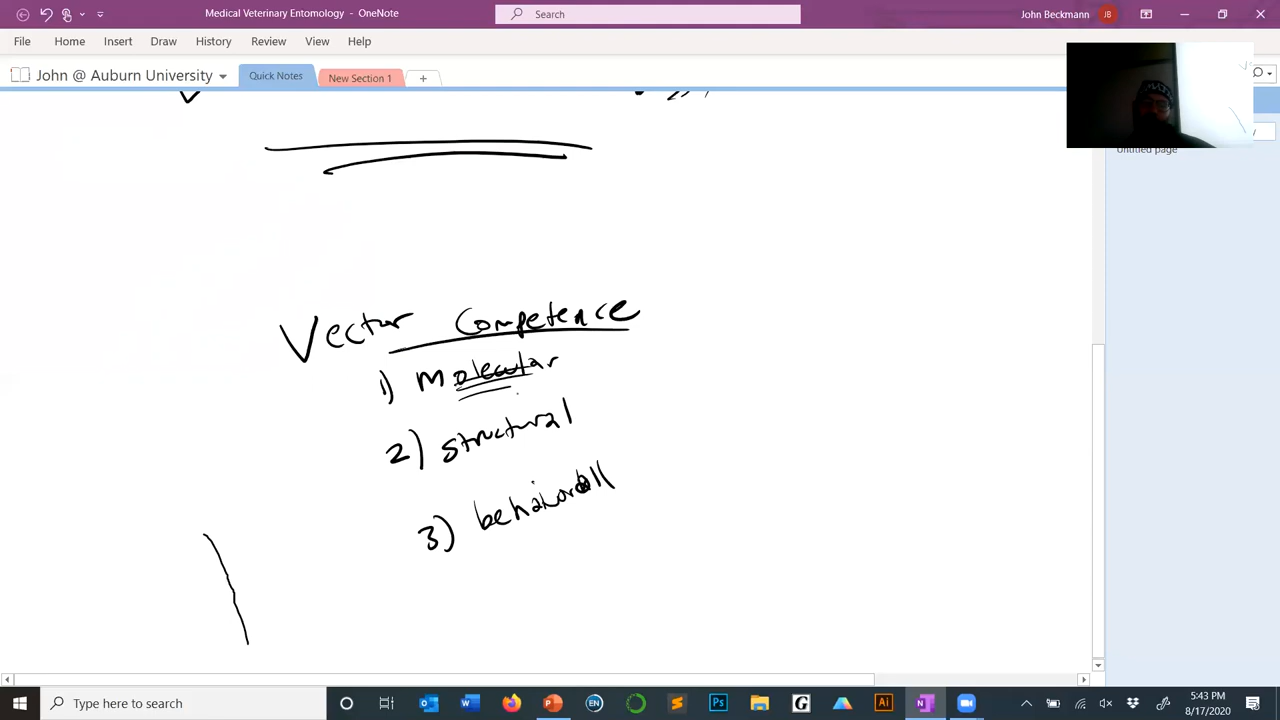 Medical Veterinary Entomology - OneNote
Search
John Beckmann
JB
File Home Insert Draw History Review View Help
John @ Auburn University
Quick Notes
New Section 1
+
Untitled page
Vector Competence
1) Molecular
2) structural
3) behavioral
Type here to search
5:43 PM
8/17/2020